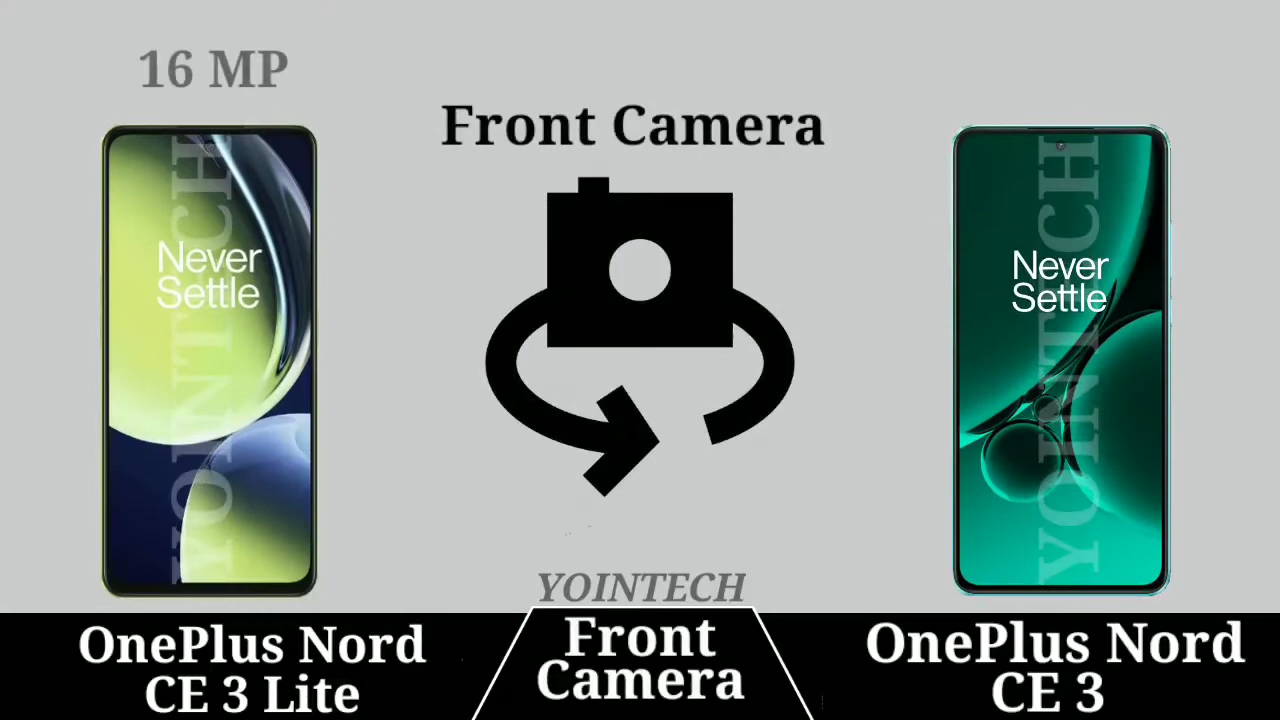 16 MP
Front Camera
Never
Settle
YOINTECH
Never
Settle
YOINTECH
YOINTECH
OnePlus Nord
CE 3 Lite
Front
Camera
OnePlus Nord
CE 3